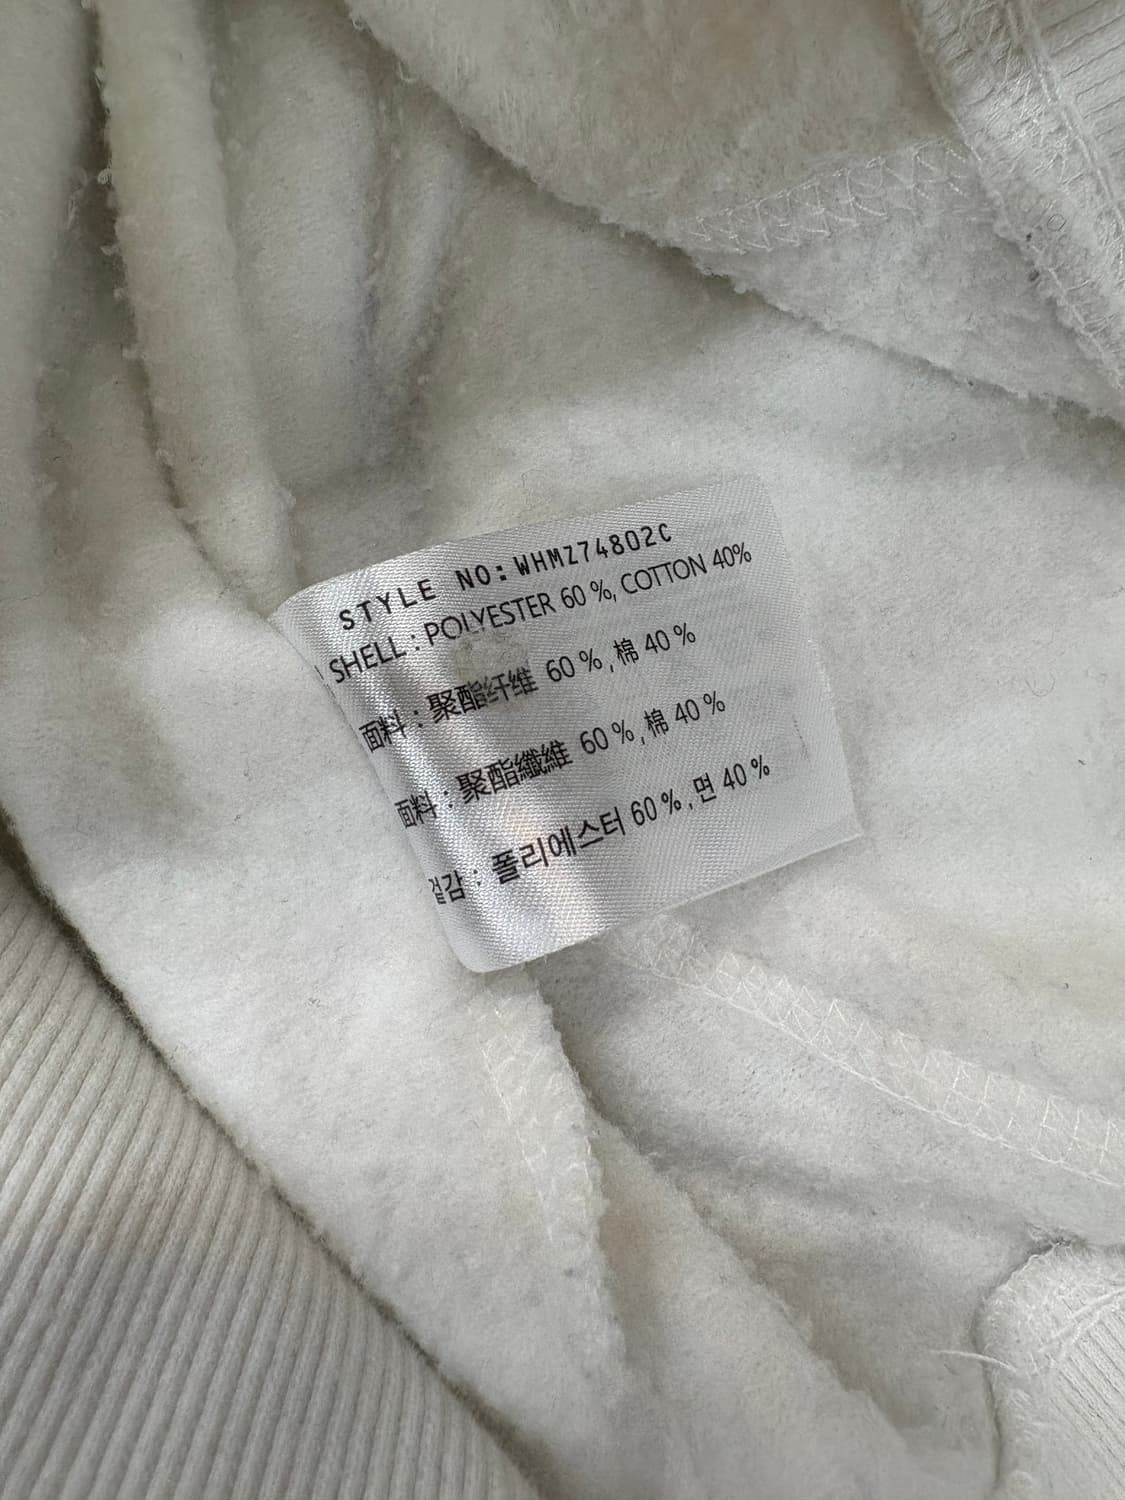 STYLE NO:WHMZ74802C
SHELL : POLYESTER 60 %, COTTON 40%
面料 : 聚酯纤维 60 % , 棉 40 %
面料 : 聚酯纖維 60 % , 棉 40 %
겉감 : 폴리에스터 60 % , 면 40 %